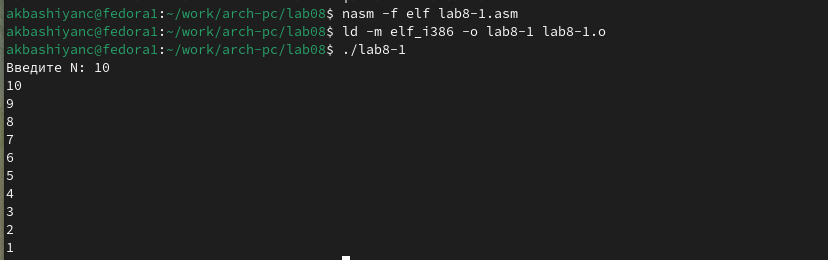 akbashiyanc@fedora1:~/work/arch-pc/lab08$ nasm -f elf lab8-1.asm
akbashiyanc@fedora1:~/work/arch-pc/lab08$ ld -m elf_i386 -o lab8-1 lab8-1.o
akbashiyanc@fedora1:~/work/arch-pc/lab08$ ./lab8-1
Введите N: 10
10
9
8
7
6
5
4
3
2
1